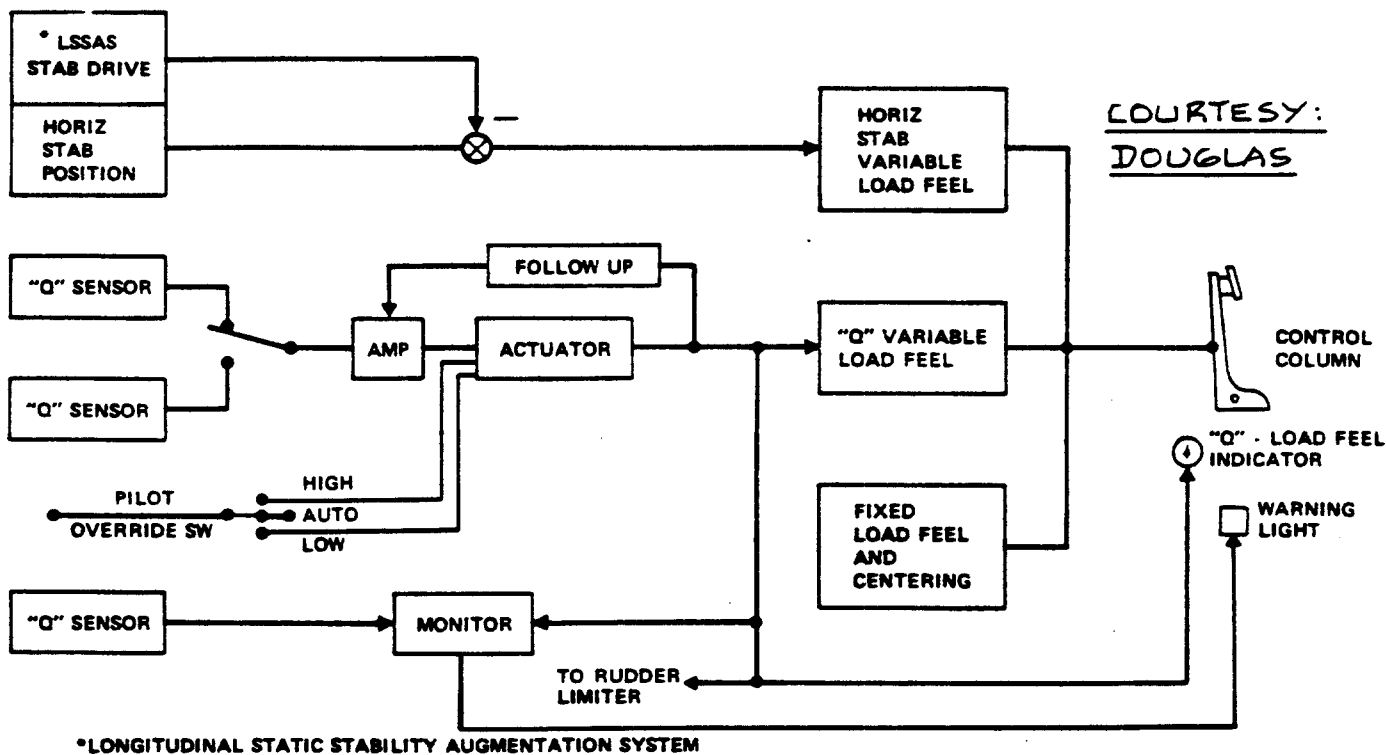 * LSSAS
STAB DRIVE
HORIZ
STAB
POSITION
—
HORIZ
STAB
VARIABLE
LOAD FEEL
COURTESY:
DOUGLAS
"Q" SENSOR
FOLLOW UP
AMP
ACTUATOR
"Q" VARIABLE
LOAD FEEL
CONTROL
COLUMN
"Q" SENSOR
"Q" - LOAD FEEL
INDICATOR
PILOT
OVERRIDE SW
HIGH
AUTO
LOW
FIXED
LOAD FEEL
AND
CENTERING
WARNING
LIGHT
"Q" SENSOR
MONITOR
TO RUDDER
LIMITER
*LONGITUDINAL STATIC STABILITY AUGMENTATION SYSTEM